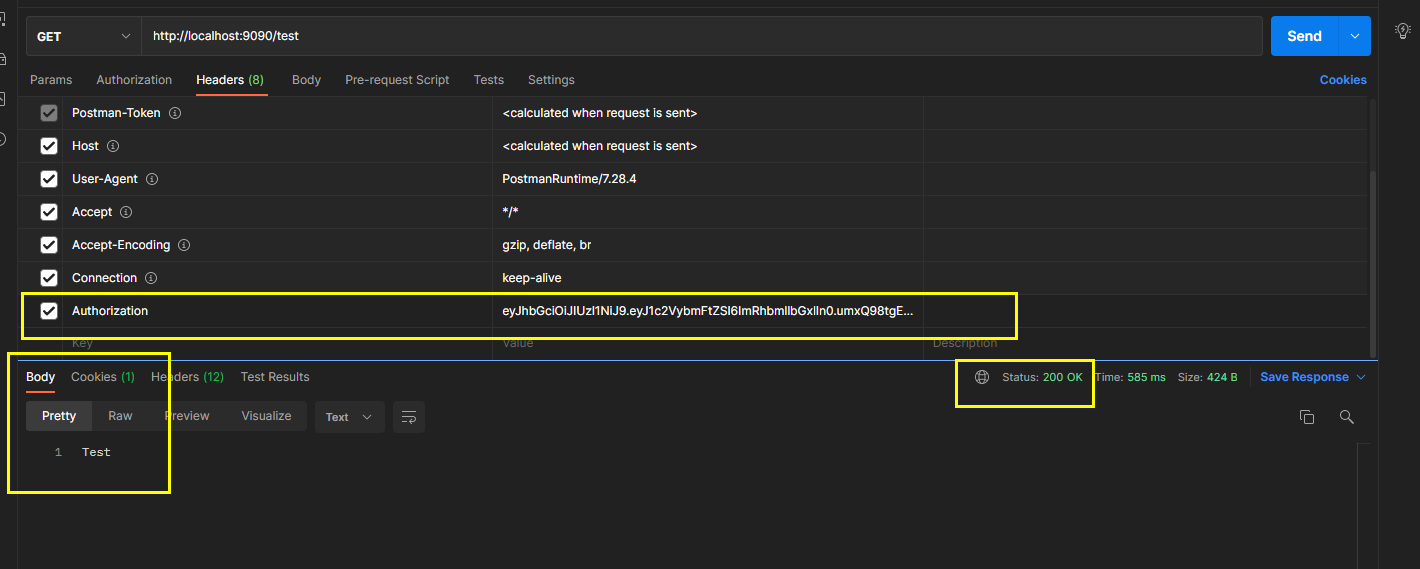 GET http://localhost:9090/test Send
Params Authorization Headers (8) Body Pre-request Script Tests Settings Cookies
Postman-Token <calculated when request is sent>
Host <calculated when request is sent>
User-Agent PostmanRuntime/7.28.4
Accept */*
Accept-Encoding gzip, deflate, br
Connection keep-alive
Authorization eyJhbGciOiJIUzI1NiJ9.eyJ1c2VybmFtZSI6ImRhbmllbGxlIn0.umxQ98tgE...
Key Value Description
Body Cookies (1) Headers (12) Test Results Status: 200 OK Time: 585 ms Size: 424 B Save Response
Pretty Raw Preview Visualize Text
1 Test